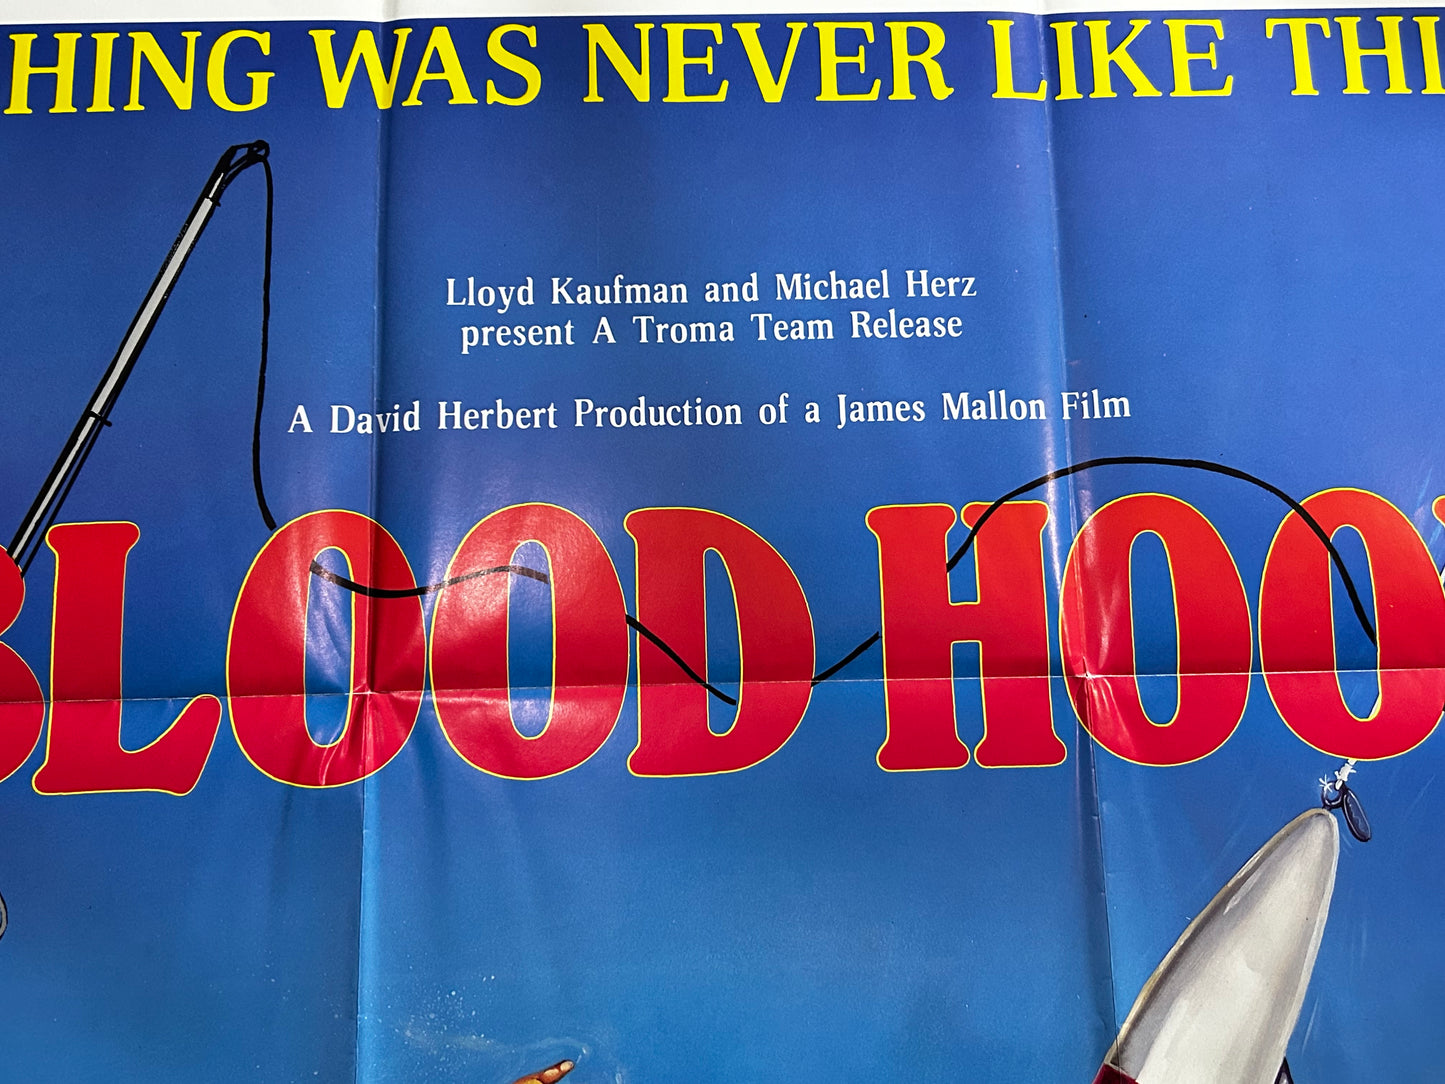 HING WAS NEVER LIKE THI
Lloyd Kaufman and Michael Herz
present A Troma Team Release
A David Herbert Production of a James Mallon Film
BLOOD HOO